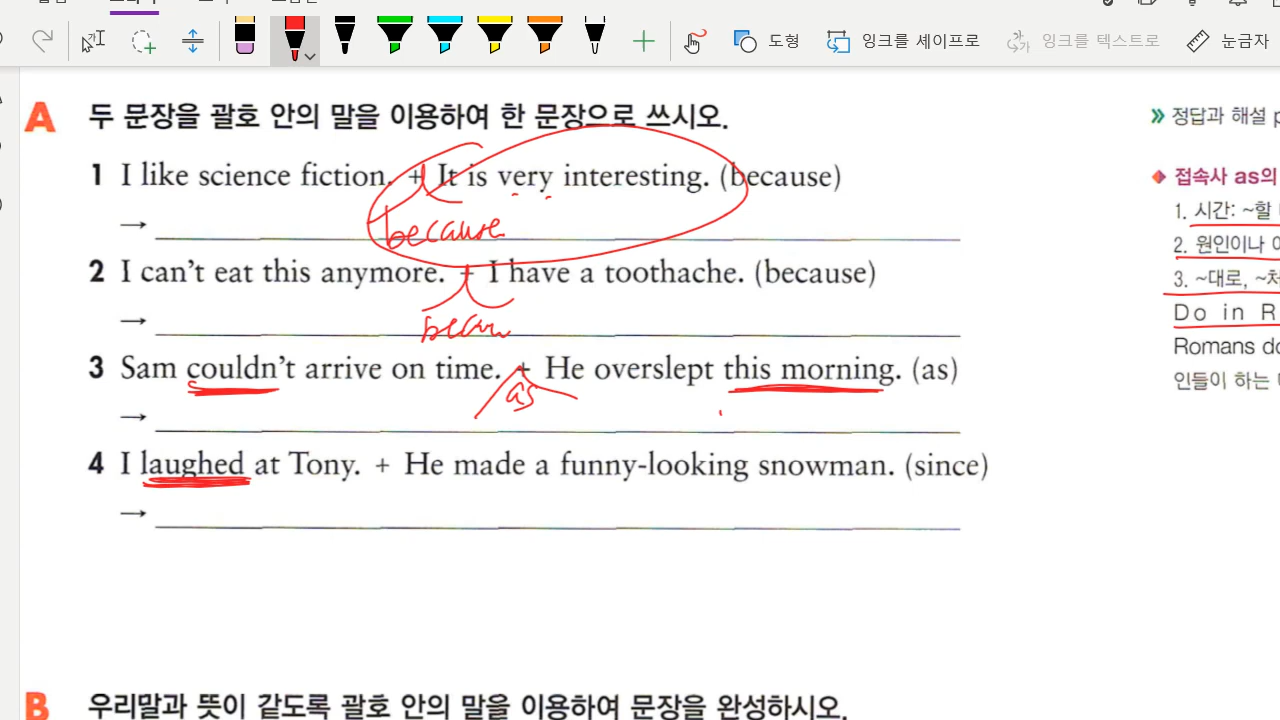 도형 잉크를 셰이프로 잉크를 텍스트로 눈금자
A 두 문장을 괄호 안의 말을 이용하여 한 문장으로 쓰시오.
» 정답과 해설
1 I like science fiction. + It is very interesting. (because)
→
because
2 I can't eat this anymore. + I have a toothache. (because)
→
3 Sam couldn't arrive on time. + He overslept this morning. (as)
as
→
4 I laughed at Tony. + He made a funny-looking snowman. (since)
→
접속사 as의
1. 시간: ~할
2. 원인이나
3. ~대로,
Do in R
Romans
인들이 하는
B 우리말과 뜻이 같도록 괄호 안의 말을 이용하여 문장을 완성하시오.